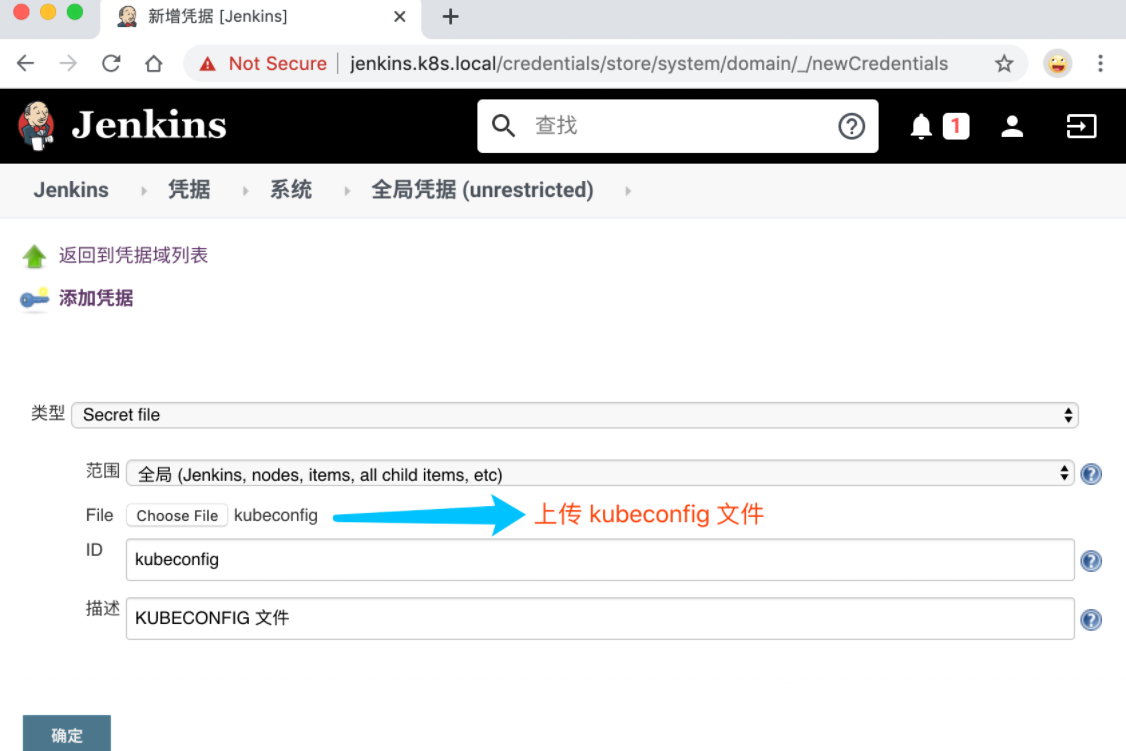 新增凭据 [Jenkins]
Not Secure jenkins.k8s.local/credentials/store/system/domain/_/newCredentials
Jenkins 查找 1
Jenkins 凭据 系统 全局凭据 (unrestricted)
返回到凭据域列表
添加凭据
类型 Secret file
范围 全局 (Jenkins, nodes, items, all child items, etc)
File Choose File kubeconfig 上传 kubeconfig 文件
ID kubeconfig
描述 KUBECONFIG 文件
确定